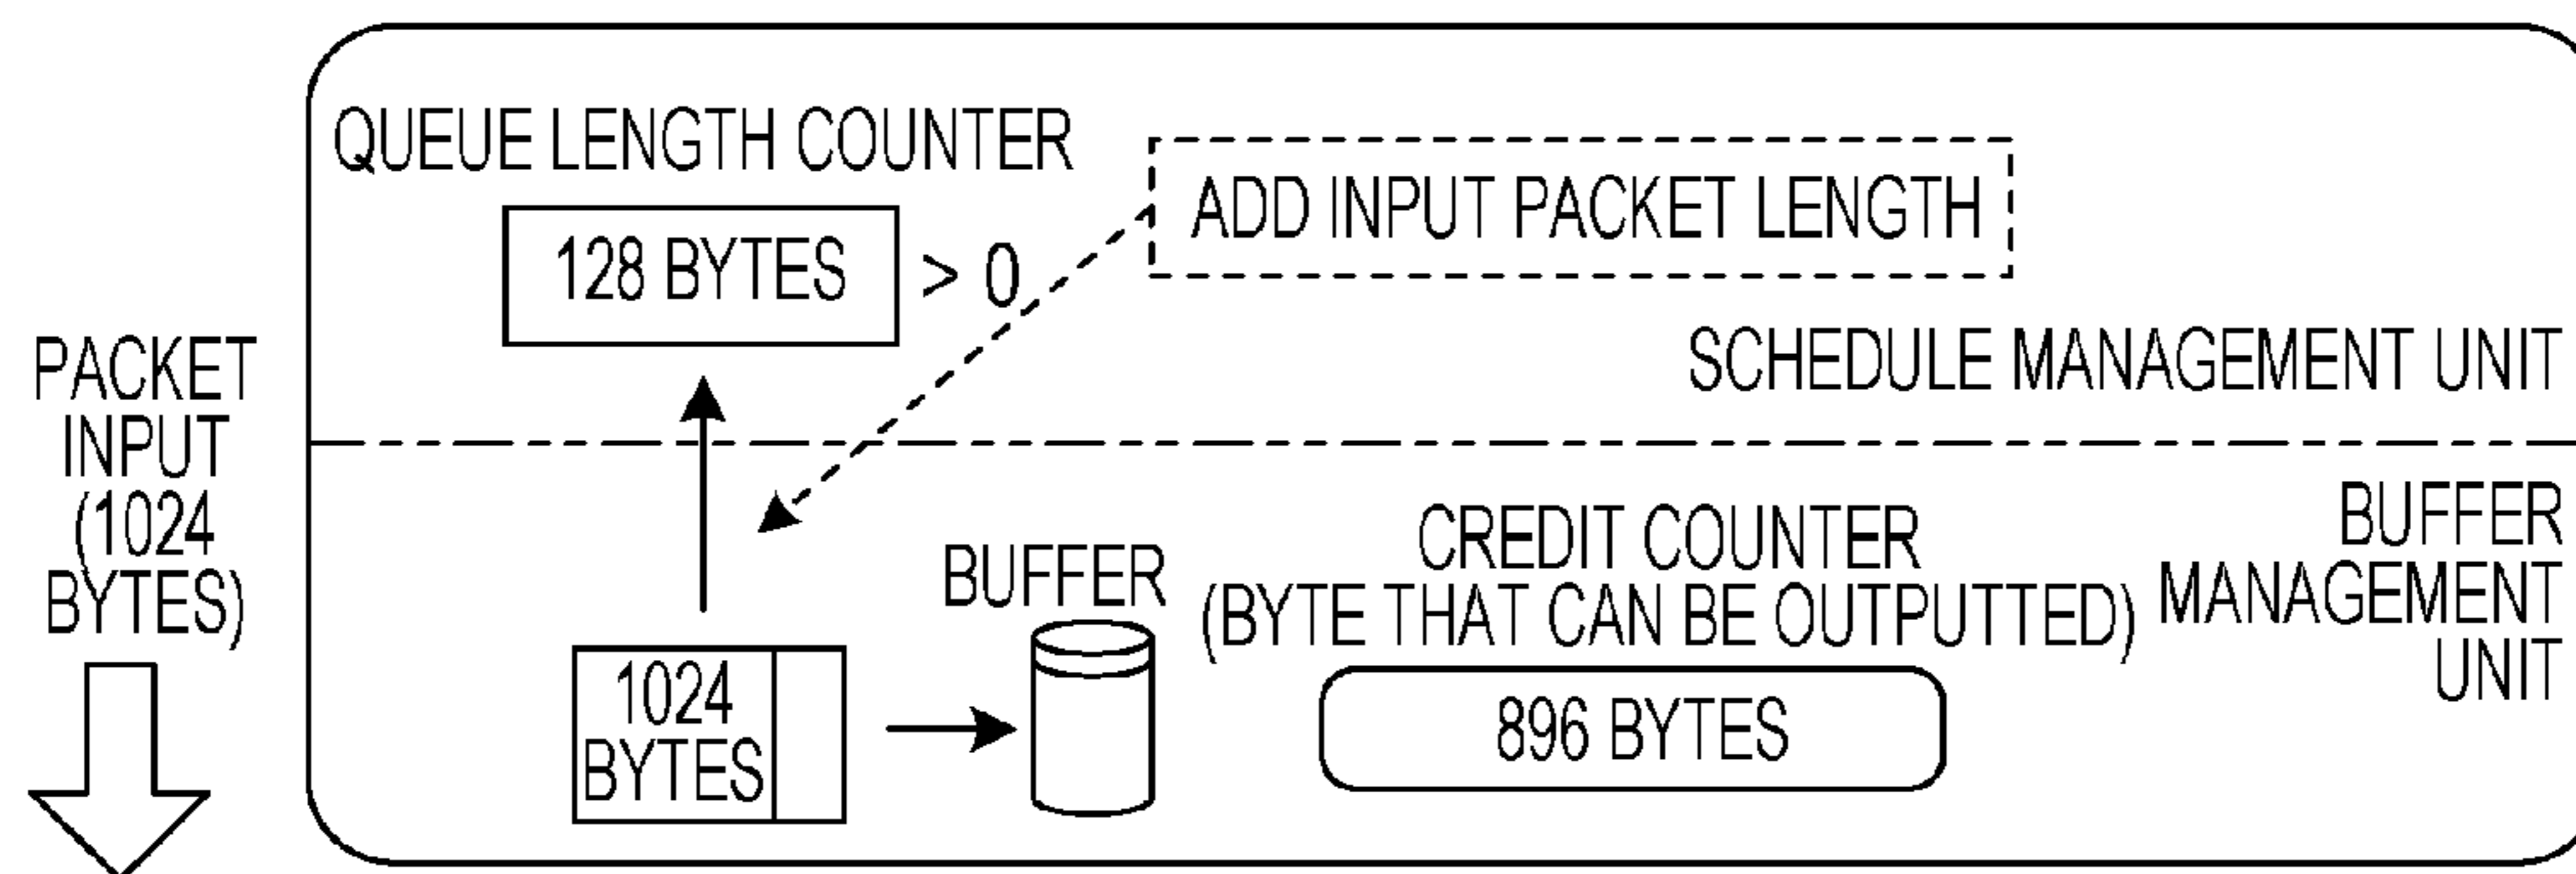 PACKET
INPUT
(1024
BYTES)
QUEUE LENGTH COUNTER
128 BYTES > 0
ADD INPUT PACKET LENGTH
SCHEDULE MANAGEMENT UNIT
1024
BYTES
BUFFER
CREDIT COUNTER
(BYTE THAT CAN BE OUTPUTTED)
896 BYTES
BUFFER
MANAGEMENT
UNIT